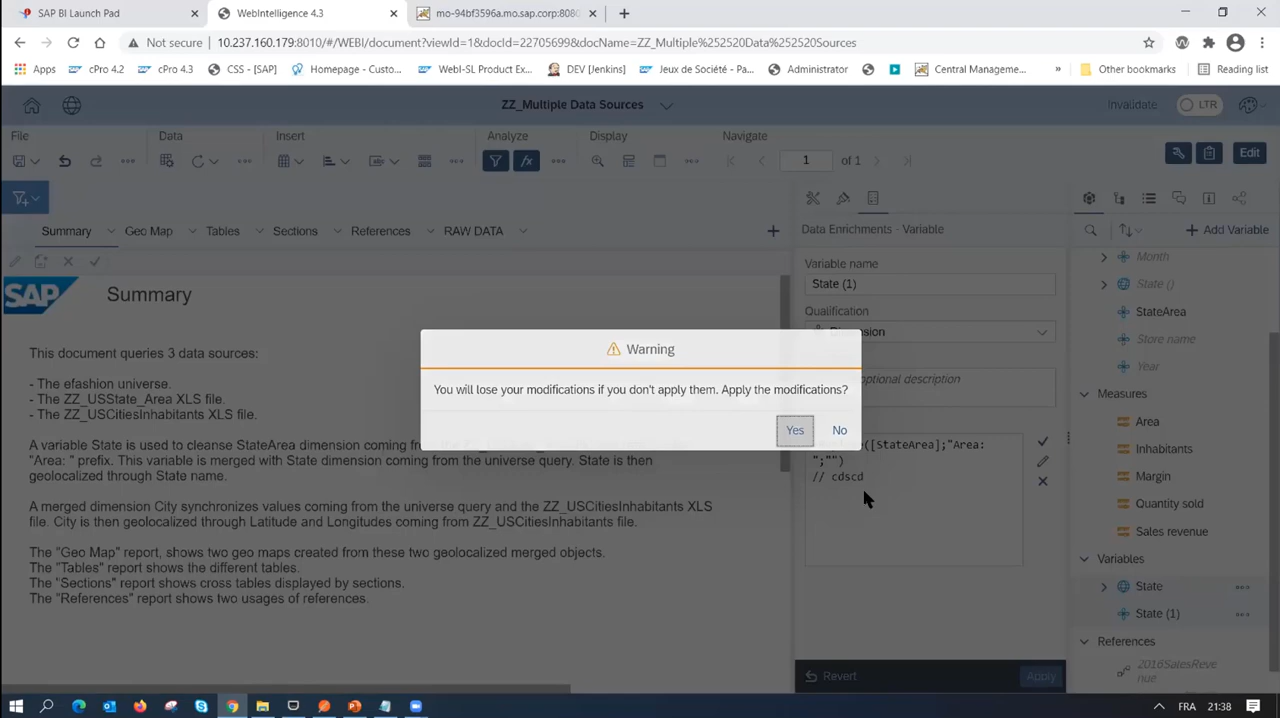 SAP BI Launch Pad
WebIntelligence 4.3
mo-94bf3596a.mo.sap.corp:8080
Not secure
10.237.160.179:8010/#/WEBI/document?viewId=1&docId=22705699&docName=ZZ_Multiple%252520Data%252520Sources
Apps
cPro 4.2
cPro 4.3
CSS - [SAP]
Homepage - Custo...
WebI-SL Product Ex...
DEV [Jenkins]
Jeux de Société - Pa...
Administrator
Central Manageme...
»
Other bookmarks
Reading list
ZZ_Multiple Data Sources
Invalidate
LTR
File
Data
Insert
Analyze
Display
Navigate
1
of 1
Edit
Summary
Geo Map
Tables
Sections
References
RAW DATA
SAP
Summary
This document queries 3 data sources:
- The efashion universe.
- The ZZ_USState_Area XLS file.
- The ZZ_USCitiesInhabitants XLS file.
A variable State is used to cleanse StateArea dimension coming
"Area: " prefix. This variable is merged with State dimension coming from the universe query. State is then
geolocalized through State name.
A merged dimension City synchronizes values coming from the universe query and the ZZ_USCitiesInhabitants XLS
file. City is then geolocalized through Latitude and Longitudes coming from ZZ_USCitiesInhabitants file.
The "Geo Map" report, shows two geo maps created from these two geolocalized merged objects.
The "Tables" report shows the different tables.
The "Sections" report shows cross tables displayed by sections.
The "References" report shows two usages of references.
Data Enrichments - Variable
Variable name
State (1)
Qualification
Dimension
optional description
([StateArea];"Area:
";"")
// cdscd
Revert
Apply
Warning
You will lose your modifications if you don't apply them. Apply the modifications?
Yes
No
Add Variable
Month
State ()
StateArea
Store name
Year
Measures
Area
Inhabitants
Margin
Quantity sold
Sales revenue
Variables
State
State (1)
References
2016SalesReve
nue
FRA
21:38